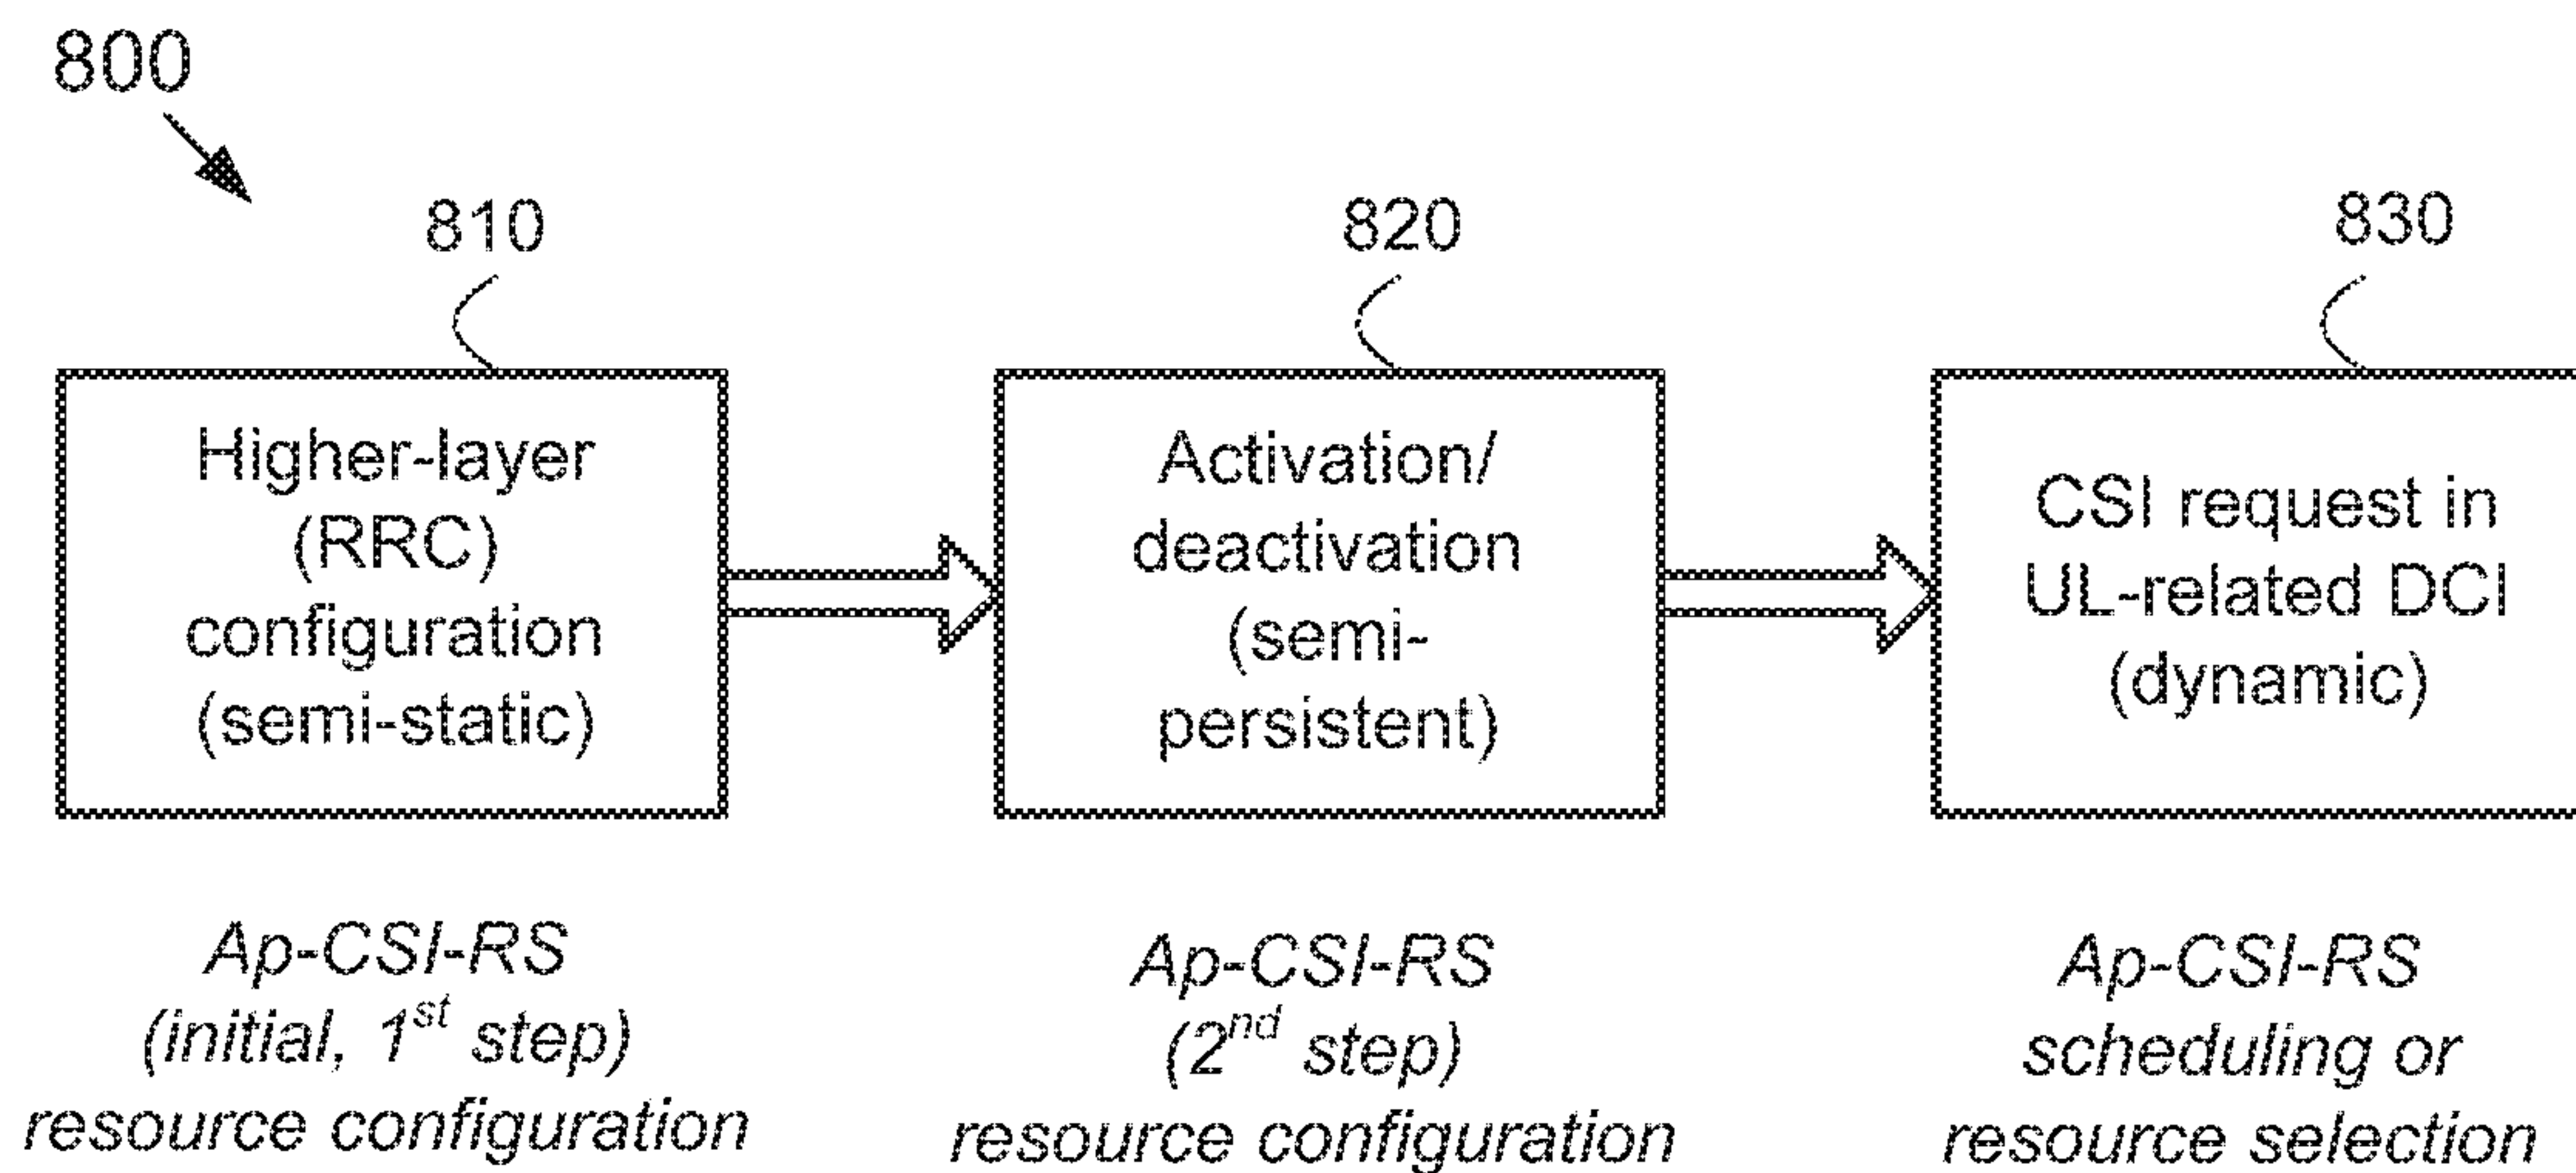 800
810
820
830
Higher-layer
(RRC)
configuration
(semi-static)
Activation/
deactivation
(semi-
persistent)
CSI request in
UL-related DCI
(dynamic)
Ap-CSI-RS
(initial, 1st step)
resource configuration
Ap-CSI-RS
(2nd step)
resource configuration
Ap-CSI-RS
scheduling or
resource selection